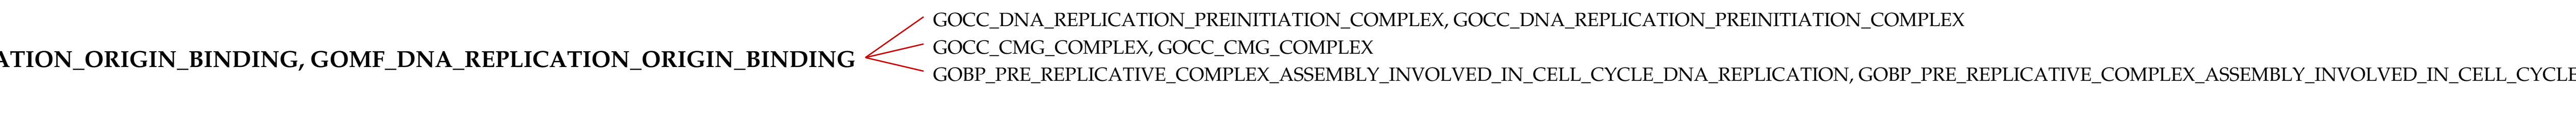 GOCC_DNA_REPLICATION_PREINITIATION_COMPLEX, GOCC_DNA_REPLICATION_PREINITIATION_COMPLEX
GOCC_CMG_COMPLEX, GOCC_CMG_COMPLEX
ATION_ORIGIN_BINDING, GOMF_DNA_REPLICATION_ORIGIN_BINDING
GOBP_PRE_REPLICATIVE_COMPLEX_ASSEMBLY_INVOLVED_IN_CELL_CYCLE_DNA_REPLICATION, GOBP_PRE_REPLICATIVE_COMPLEX_ASSEMBLY_INVOLVED_IN_CELL_CYCLE